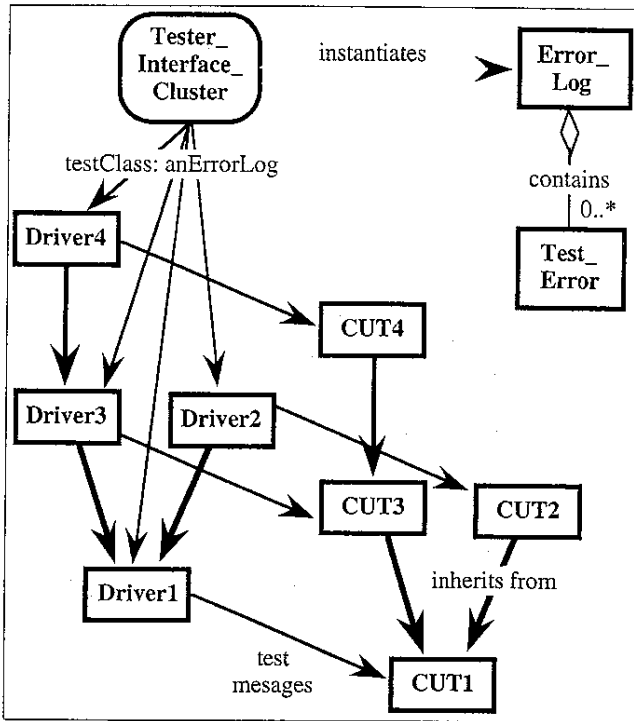 Tester_
Interface_
Cluster
instantiates
Error_
Log
testClass: anErrorLog
contains
0..*
Driver4
Test_
Error
CUT4
Driver3
Driver2
CUT3
CUT2
Driver1
inherits from
test
mesages
CUT1